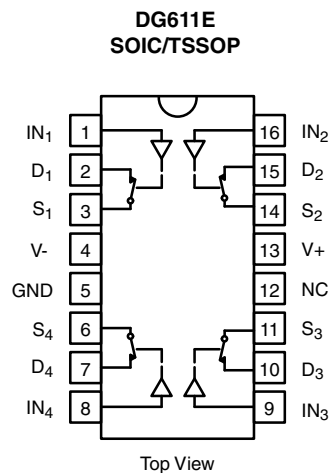 DG611E
SOIC/TSSOP
IN1 1 16 IN2
D1 2 15 D2
S1 3 14 S2
V- 4 13 V+
GND 5 12 NC
S4 6 11 S3
D4 7 10 D3
IN4 8 9 IN3
Top View